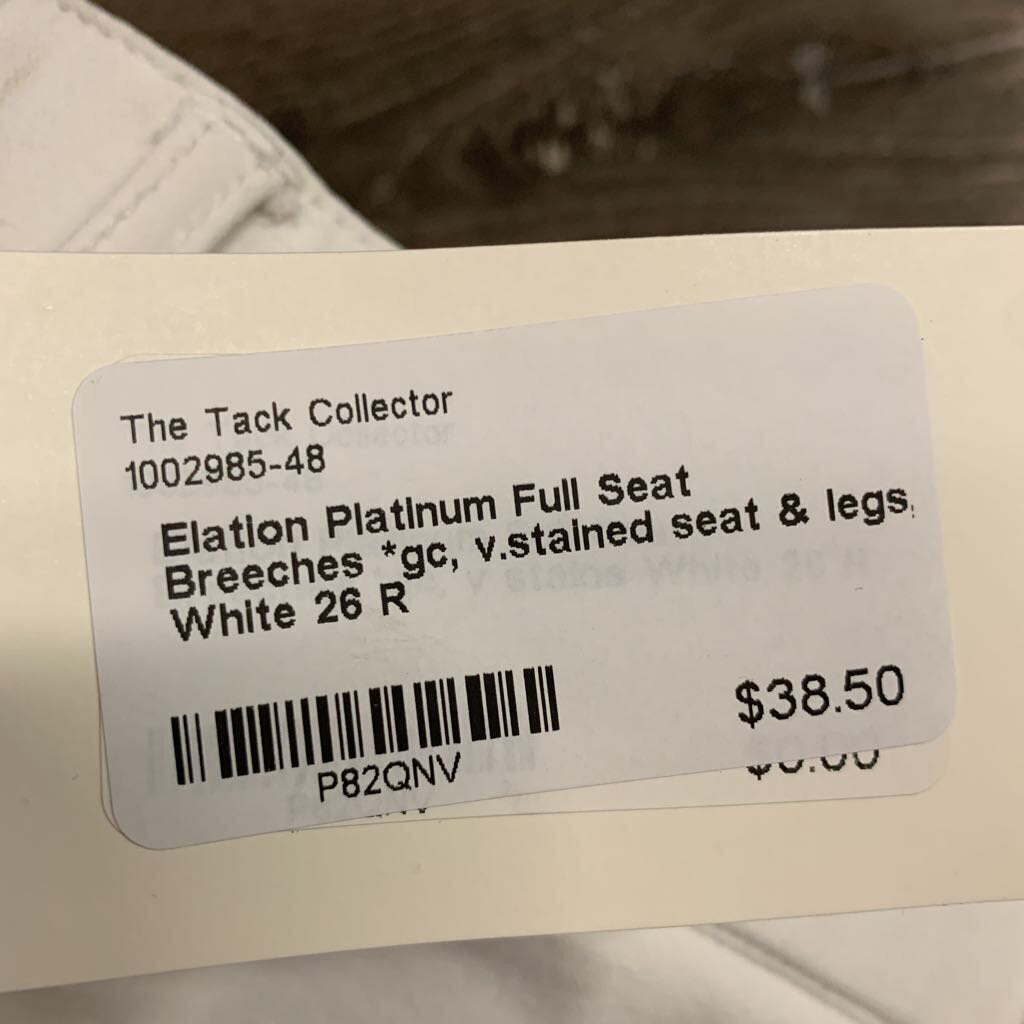 The Tack Collector
1002985-48
Elation Platinum Full Seat
Breeches *gc, v.stained seat & legs,
White 26 R
$38.50
P82QNV